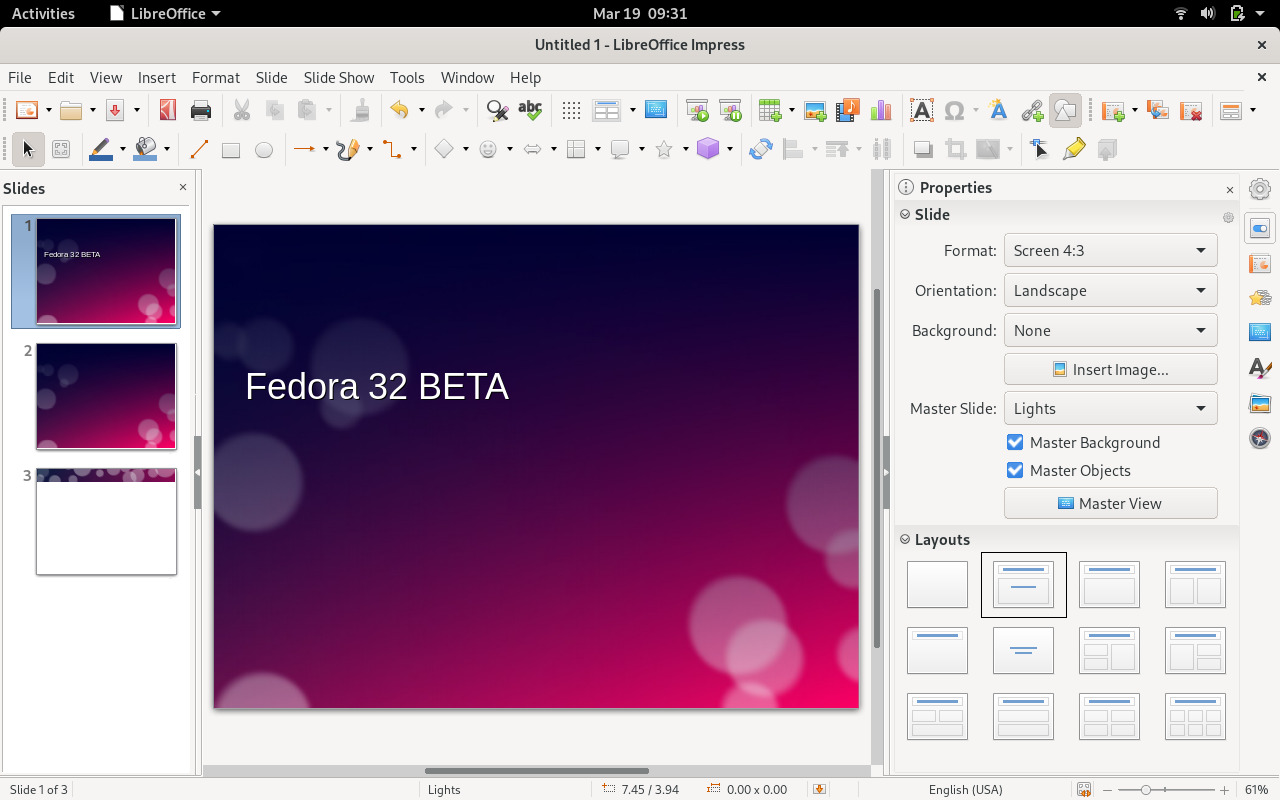 Activities LibreOffice Mar 19 09:31
Untitled 1 - LibreOffice Impress
File Edit View Insert Format Slide Slide Show Tools Window Help
abc
Slides
1
Fedora 32 BETA
2
3
Fedora 32 BETA
Properties
Slide
Format: Screen 4:3
Orientation: Landscape
Background: None
Insert Image...
Master Slide: Lights
Master Background
Master Objects
Master View
Layouts
Slide 1 of 3 Lights 7.45 / 3.94 0.00 x 0.00 English (USA) 61%